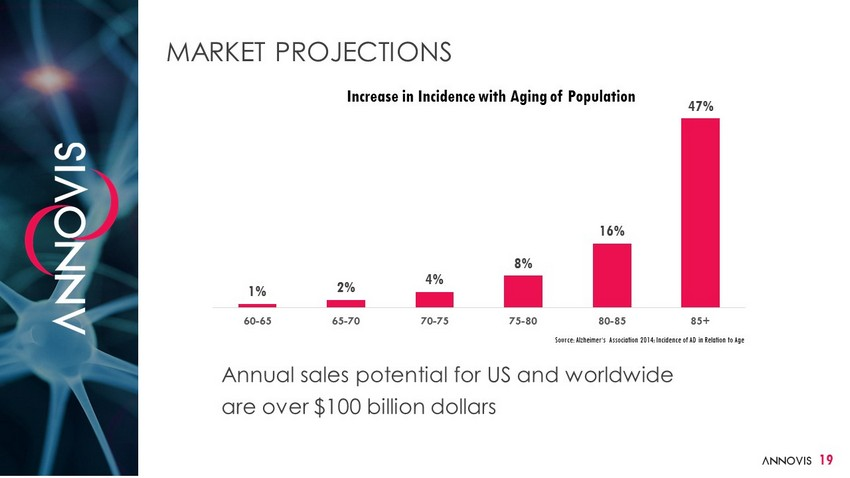 MARKET PROJECTIONS
Increase in Incidence with Aging of Population
47%
16%
8%
4%
2%
1%
60-65 65-70 70-75 75-80 80-85 85+
Source: Alzheimer's Association 2014; Incidence of AD in Relation to Age
Annual sales potential for US and worldwide
are over $100 billion dollars
ANNOVIS
ANNOVIS 19